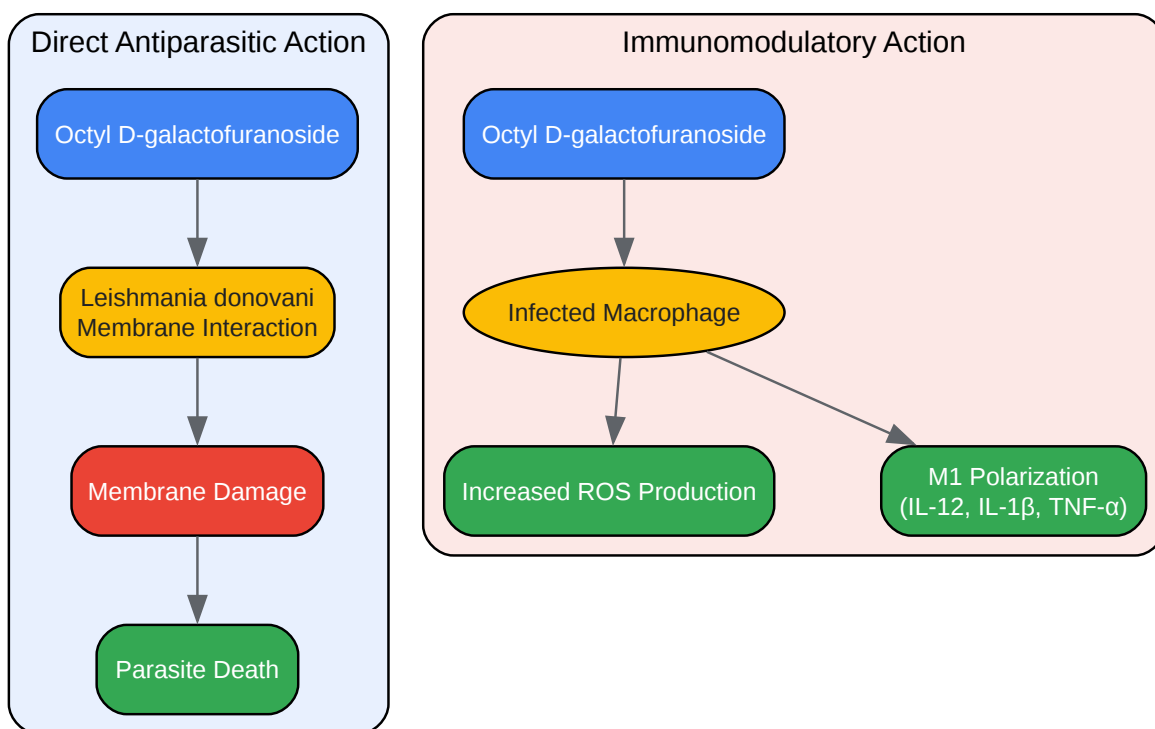 Direct Antiparasitic Action
Octyl D-galactofuranoside
Leishmania donovani
Membrane Interaction
Membrane Damage
Parasite Death
Immunomodulatory Action
Octyl D-galactofuranoside
Infected Macrophage
Increased ROS Production
M1 Polarization
(IL-12, IL-1β, TNF-α)